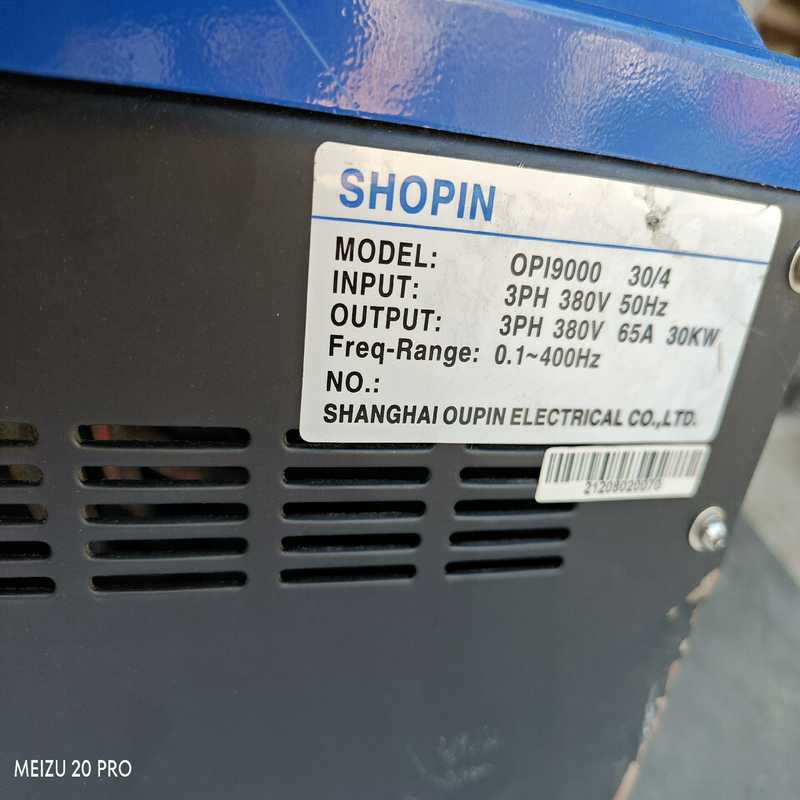 SHOPIN
MODEL: OPI9000 30/4
INPUT: 3PH 380V 50Hz
OUTPUT: 3PH 380V 65A 30KW
Freq-Range: 0.1~400Hz
NO.:
SHANGHAI OUPIN ELECTRICAL CO.,LTD.
21208020070
MEIZU 20 PRO